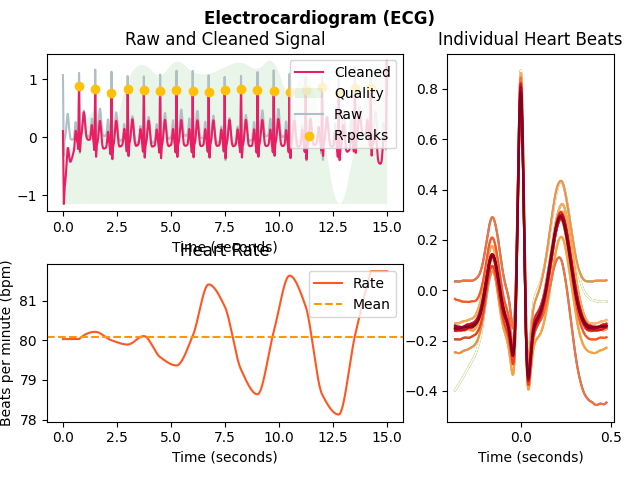 Electrocardiogram (ECG)
Raw and Cleaned Signal
Individual Heart Beats
Cleaned
Quality
Raw
R-peaks
1
0
−1
0.0 2.5 5.0 7.5 10.0 12.5 15.0
Time (seconds)
Heart Rate
Rate
Mean
Beats per minute (bpm)
81
80
79
78
0.0 2.5 5.0 7.5 10.0 12.5 15.0
Time (seconds)
0.8
0.6
0.4
0.2
0.0
−0.2
−0.4
0.0 0.5
Time (seconds)